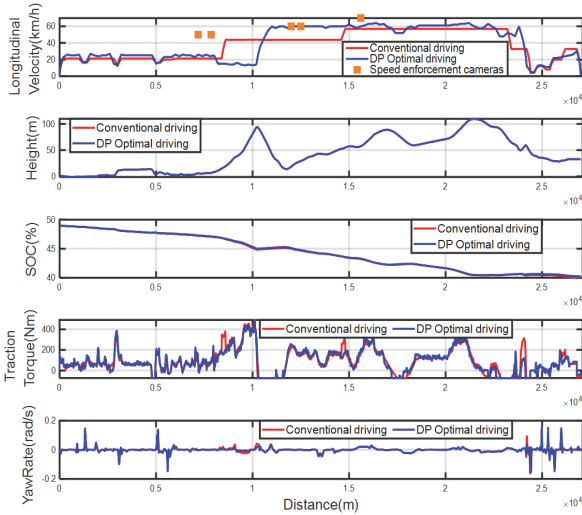 Longitudinal
Velocity(km/h)
80
60
40
20
0
Conventional driving
DP Optimal driving
Speed enforcement cameras
0 0.5 1 1.5 2 2.5
×10⁴
Height(m)
100
50
0
Conventional driving
DP Optimal driving
0 0.5 1 1.5 2 2.5
×10⁴
SOC(%)
50
45
40
Conventional driving
DP Optimal driving
0 0.5 1 1.5 2 2.5
×10⁴
Traction
Torque(Nm)
400
200
0
Conventional driving DP Optimal driving
0 0.5 1 1.5 2 2.5
×10⁴
YawRate(rad/s)
0.2
0
-0.2
Conventional driving DP Optimal driving
0 0.5 1 1.5 2 2.5
×10⁴
Distance(m)